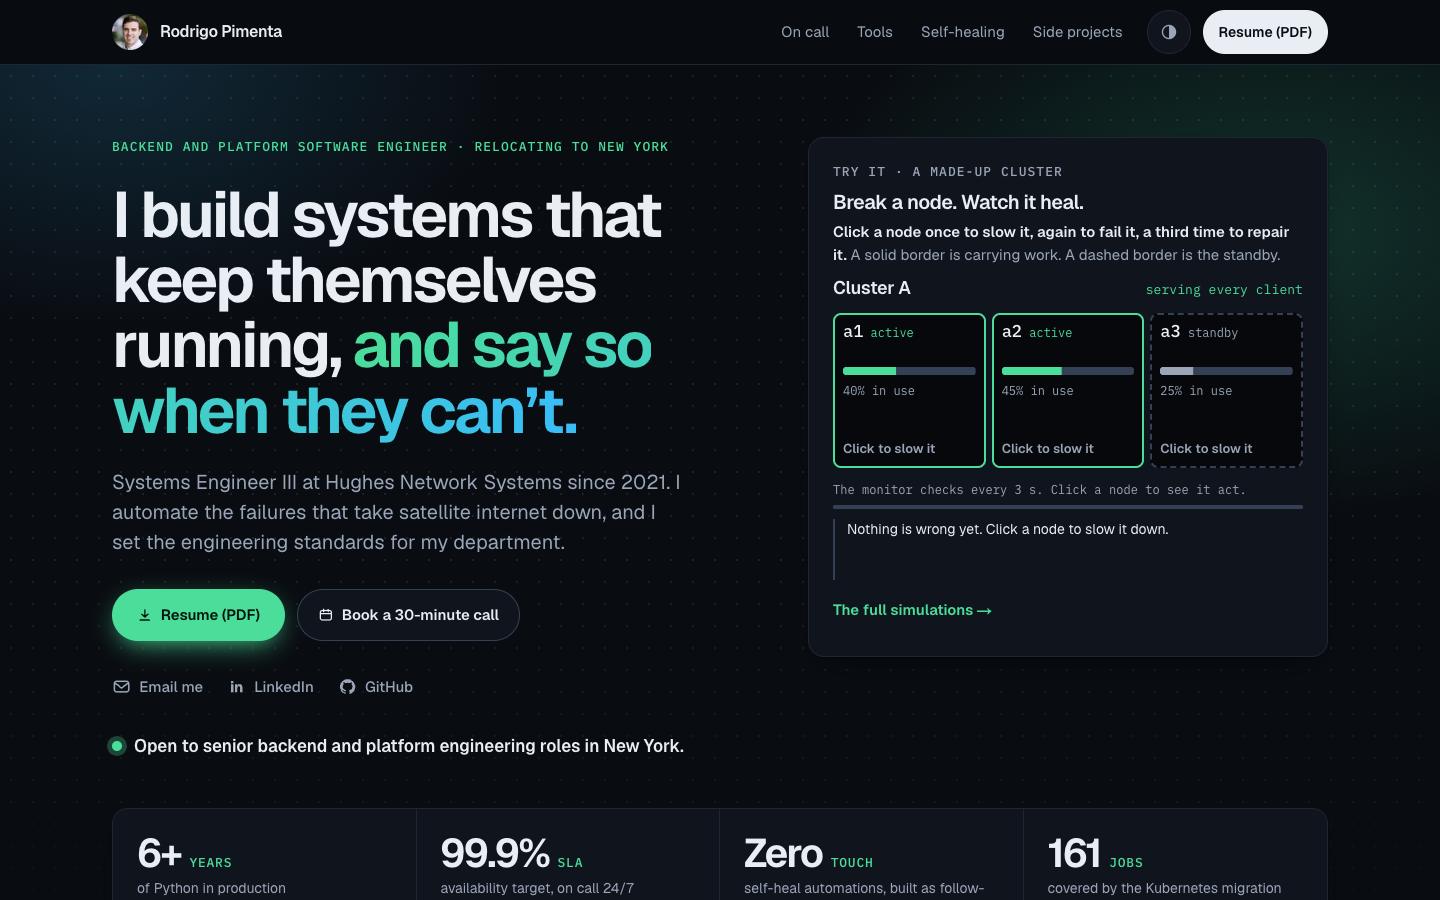 Rodrigo Pimenta
On call
Tools
Self-healing
Side projects
Resume (PDF)
BACKEND AND PLATFORM SOFTWARE ENGINEER · RELOCATING TO NEW YORK
I build systems that
keep themselves
running, and say so
when they can’t.
Systems Engineer III at Hughes Network Systems since 2021. I
automate the failures that take satellite internet down, and I
set the engineering standards for my department.
Resume (PDF)
Book a 30-minute call
Email me
LinkedIn
GitHub
Open to senior backend and platform engineering roles in New York.
TRY IT · A MADE-UP CLUSTER
Break a node. Watch it heal.
Click a node once to slow it, again to fail it, a third time to repair
it. A solid border is carrying work. A dashed border is the standby.
Cluster A
serving every client
a1 active
40% in use
Click to slow it
a2 active
45% in use
Click to slow it
a3 standby
25% in use
Click to slow it
The monitor checks every 3 s. Click a node to see it act.
Nothing is wrong yet. Click a node to slow it down.
The full simulations →
6+ YEARS
of Python in production
99.9% SLA
availability target, on call 24/7
Zero TOUCH
self-heal automations, built as follow-
161 JOBS
covered by the Kubernetes migration